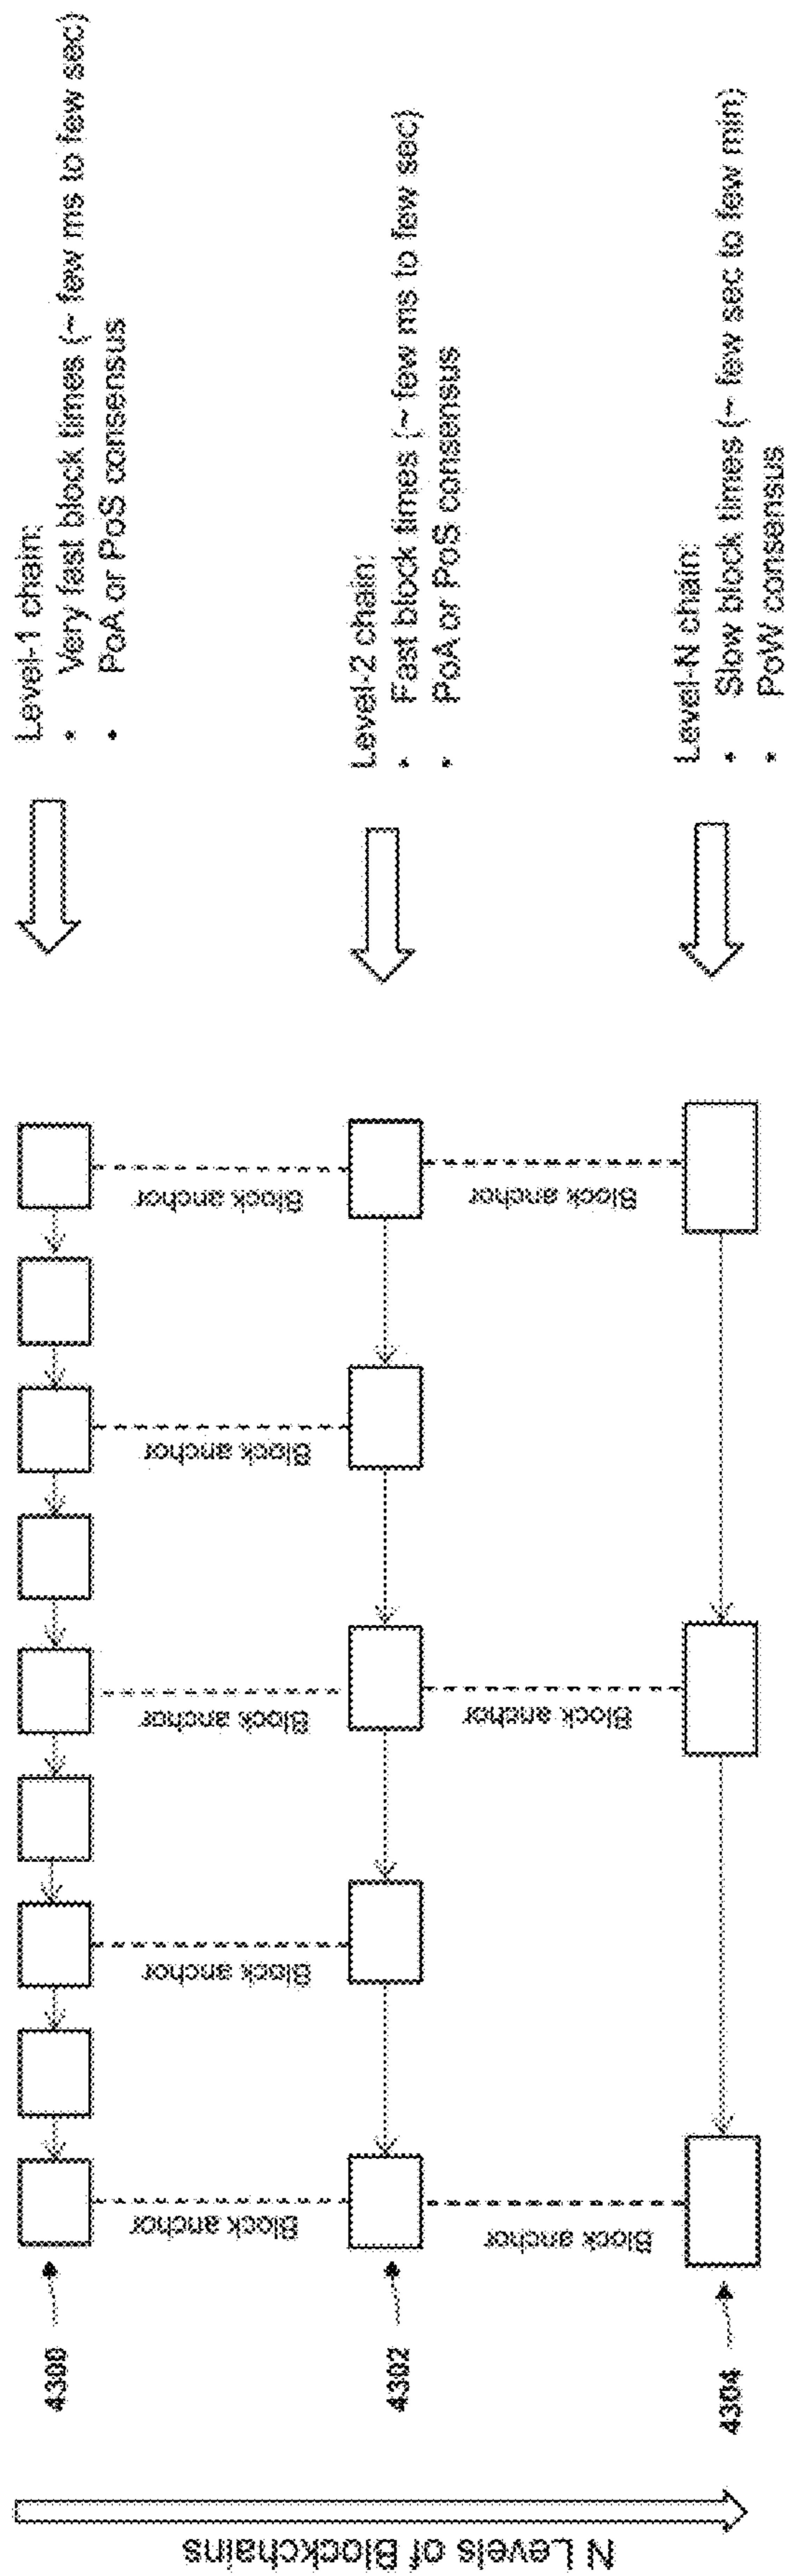 N Levels of Blockchains
4300
4302
4304
Block anchor
Block anchor
Block anchor
Block anchor
Block anchor
Block anchor
Block anchor
Block anchor
Level-1 chain:
• Very fast block times (~ few ms to few sec)
• PoA or PoS consensus
Level-2 chain:
• Fast block times (~ few ms to few sec)
• PoA or PoS consensus
Level-N chain:
• Slow block times (~ few sec to few min)
• PoW consensus